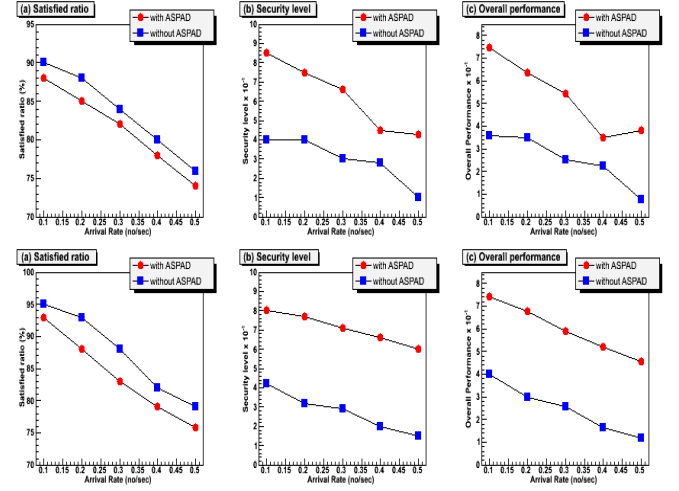 (a) Satisfied ratio
with ASPAD
without ASPAD
Satisfied ratio (%)
95
90
85
80
75
70
0.1 0.15 0.2 0.25 0.3 0.35 0.4 0.45 0.5
Arrival Rate (no/sec)
(b) Security level
with ASPAD
without ASPAD
Security level x 10⁻¹
10
9
8
7
6
5
4
3
2
1
0
0.1 0.15 0.2 0.25 0.3 0.35 0.4 0.45 0.5
Arrival Rate (no/sec)
(c) Overall performance
with ASPAD
without ASPAD
Overall Performance x 10⁻¹
8
7
6
5
4
3
2
1
0
0.1 0.15 0.2 0.25 0.3 0.35 0.4 0.45 0.5
Arrival Rate (no/sec)
(a) Satisfied ratio
with ASPAD
without ASPAD
Satisfied ratio (%)
100
95
90
85
80
75
70
0.1 0.15 0.2 0.25 0.3 0.35 0.4 0.45 0.5
Arrival Rate (no/sec)
(b) Security level
with ASPAD
without ASPAD
Security level x 10⁻¹
10
9
8
7
6
5
4
3
2
1
0
0.1 0.15 0.2 0.25 0.3 0.35 0.4 0.45 0.5
Arrival Rate (no/sec)
(c) Overall performance
with ASPAD
without ASPAD
Overall Performance x 10⁻¹
8
7
6
5
4
3
2
1
0
0.1 0.15 0.2 0.25 0.3 0.35 0.4 0.45 0.5
Arrival Rate (no/sec)